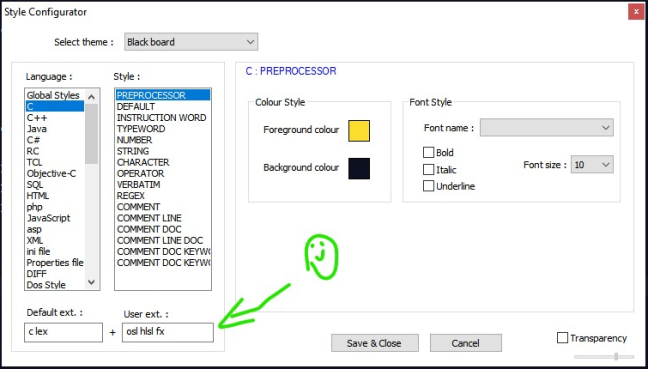 Style Configurator
x
Select theme :
Black board
Language :
Global Styles
C
C++
Java
C#
RC
TCL
Objective-C
SQL
HTML
php
JavaScript
asp
XML
ini file
Properties file
DIFF
Dos Style
Style :
PREPROCESSOR
DEFAULT
INSTRUCTION WORD
TYPEWORD
NUMBER
STRING
CHARACTER
OPERATOR
VERBATIM
REGEX
COMMENT
COMMENT LINE
COMMENT DOC
COMMENT LINE DOC
COMMENT DOC KEYWO
COMMENT DOC KEYWO
Default ext. :
c lex
+
User ext. :
osl hlsl fx
C : PREPROCESSOR
Colour Style
Foreground colour
Background colour
Font Style
Font name :
Bold
Italic
Underline
Font size :
10
Save & Close
Cancel
Transparency